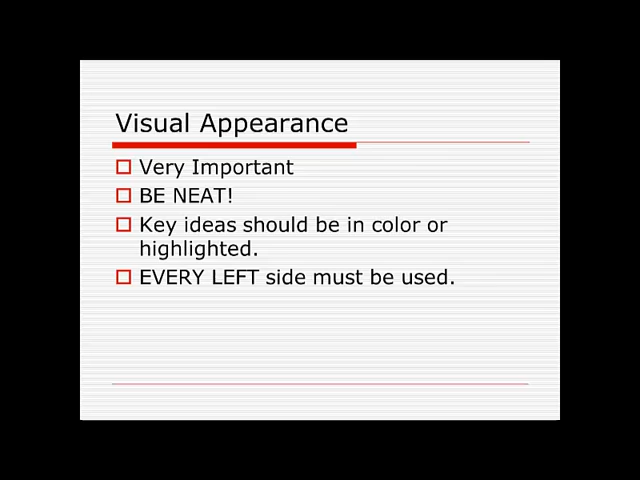 Visual Appearance
Very Important
BE NEAT!
Key ideas should be in color or
highlighted.
EVERY LEFT side must be used.